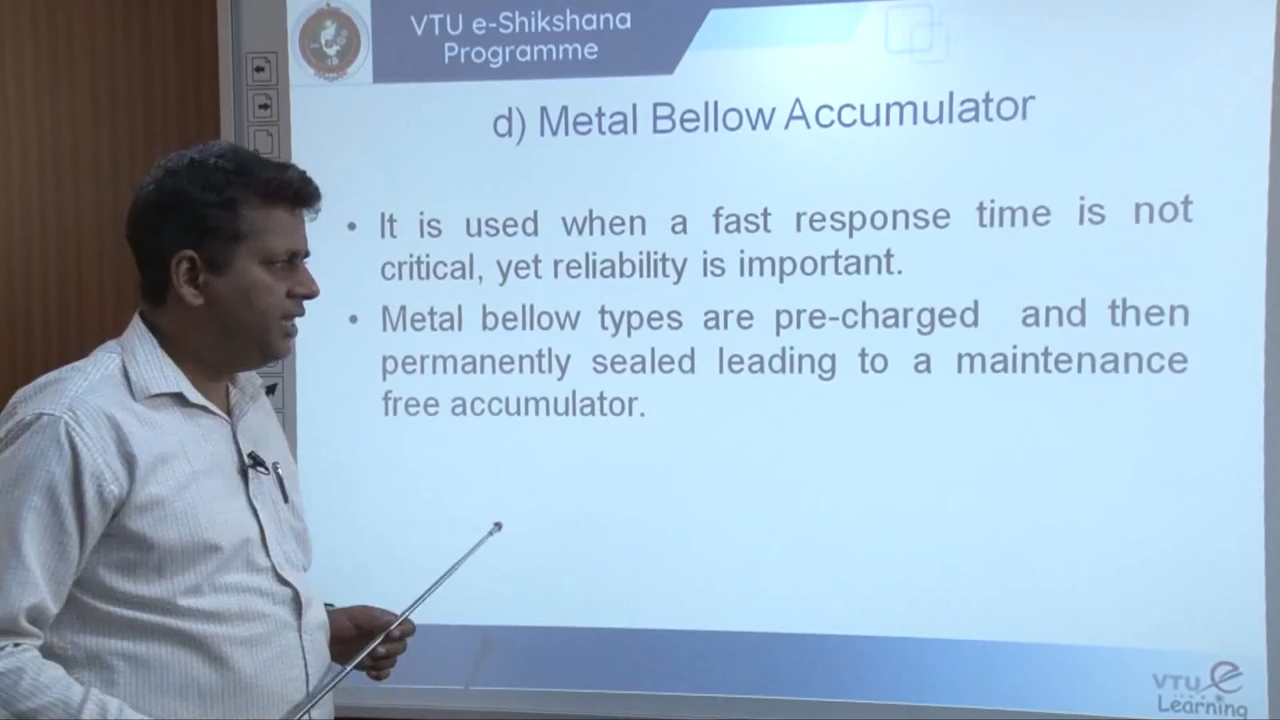 VTU e-Shikshana
Programme
d) Metal Bellow Accumulator
• It is used when a fast response time is not
critical, yet reliability is important.
• Metal bellow types are pre-charged and then
permanently sealed leading to a maintenance
free accumulator.
VTU e
Learning